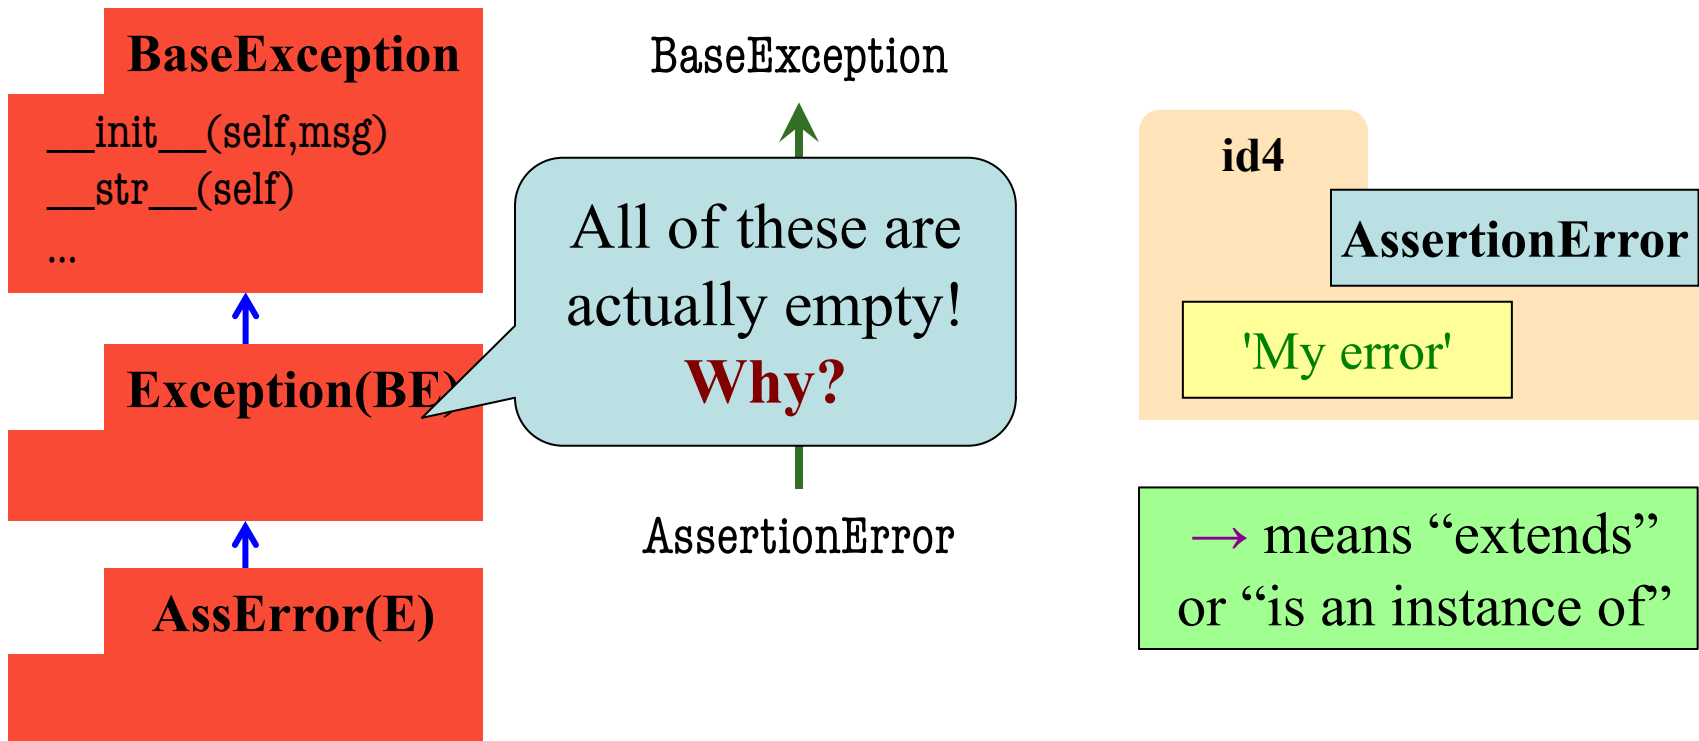 BaseException
__init__(self,msg)
__str__(self)
...
Exception(BE)
AssError(E)
BaseException
All of these are
actually empty!
Why?
AssertionError
id4
AssertionError
'My error'
→ means “extends”
or “is an instance of”